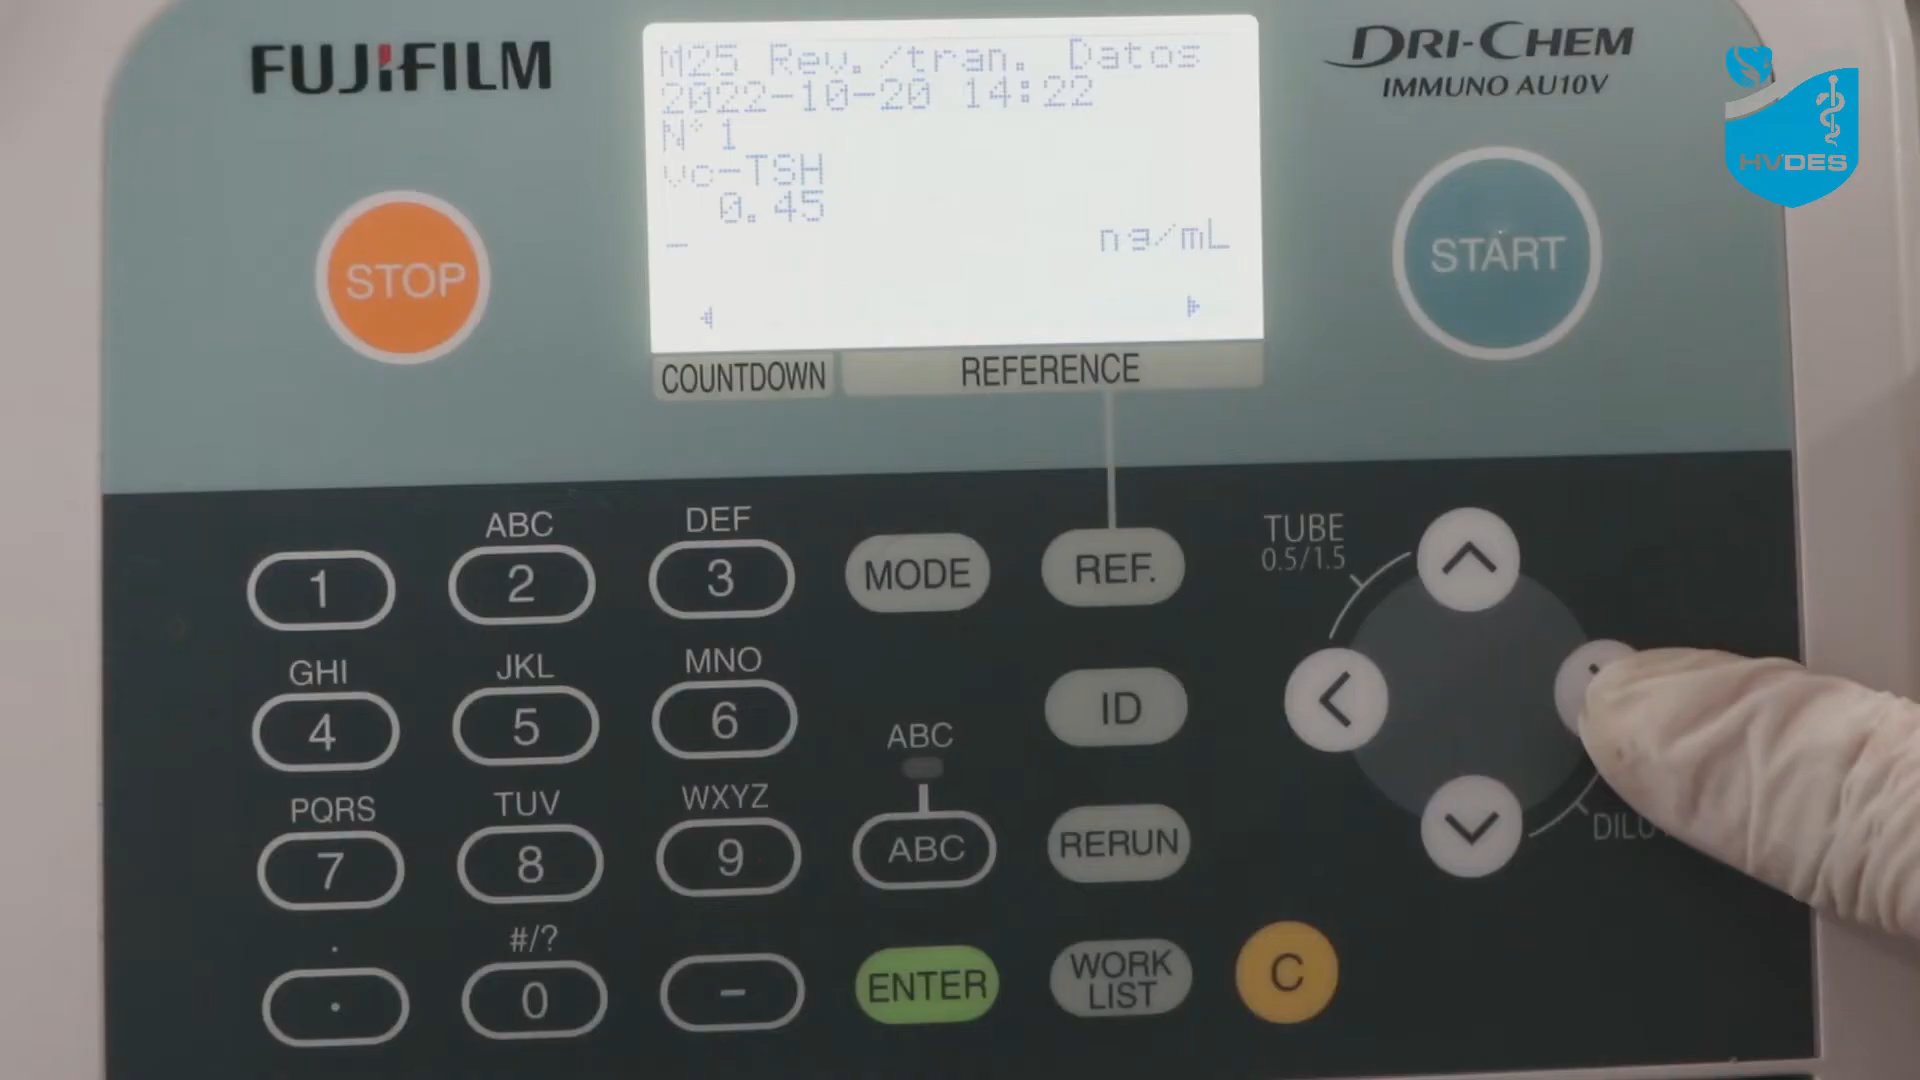 FUJIFILM
M25 Rev./tran. Datos
2022-10-20 14:22
N°1
vc-TSH
0.45
ng/mL
DRI-CHEM
IMMUNO AU10V
HVDES
STOP
START
COUNTDOWN
REFERENCE
1
ABC
2
DEF
3
MODE
REF.
TUBE
0.5/1.5
GHI
4
JKL
5
MNO
6
ABC
ID
PQRS
7
TUV
8
WXYZ
9
ABC
RERUN
.
#/?
0
-
ENTER
WORK
LIST
C